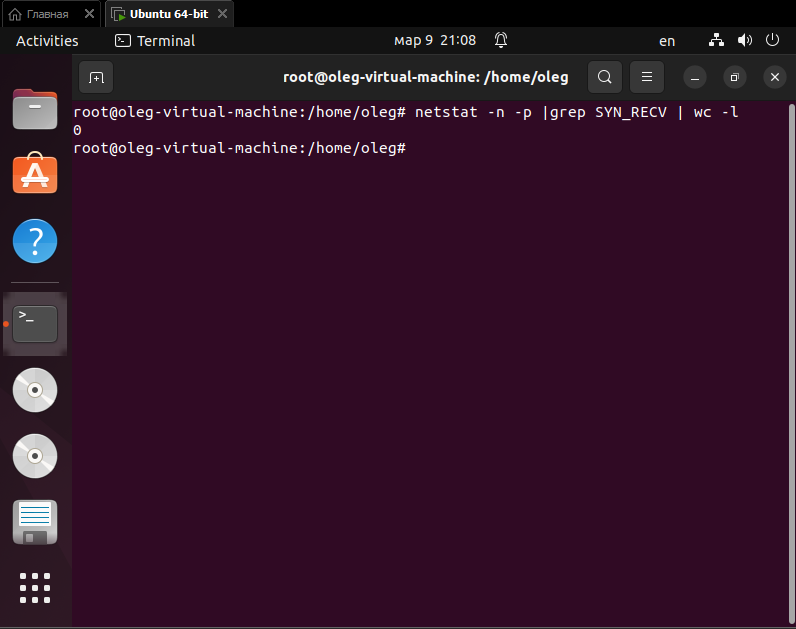 Главная
Ubuntu 64-bit
Activities
Terminal
мар 9 21:08
en
root@oleg-virtual-machine: /home/oleg
root@oleg-virtual-machine:/home/oleg# netstat -n -p |grep SYN_RECV | wc -l
0
root@oleg-virtual-machine:/home/oleg#
>_